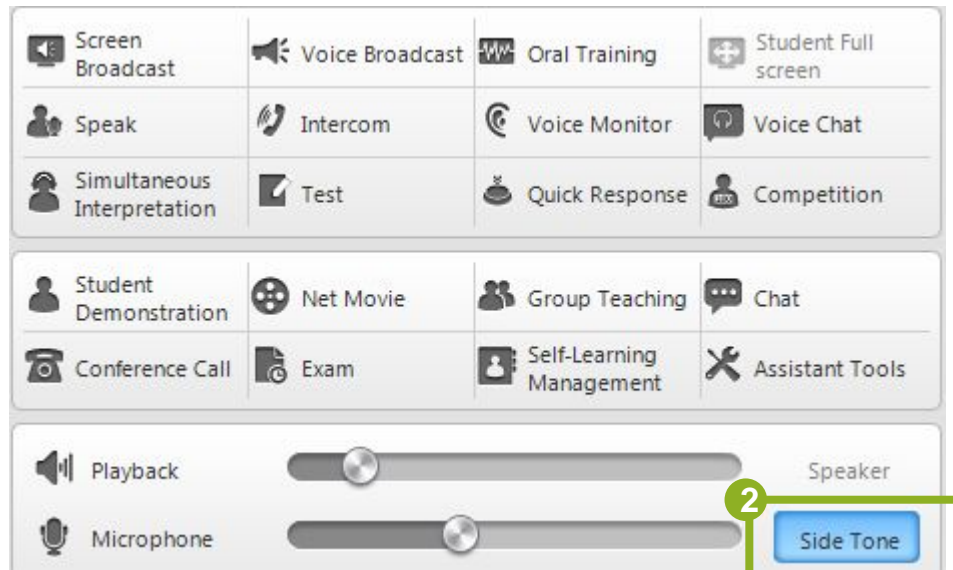 Screen
Broadcast
Voice Broadcast
Oral Training
Student Full
screen
Speak
Intercom
Voice Monitor
Voice Chat
Simultaneous
Interpretation
Test
Quick Response
Competition
Student
Demonstration
Net Movie
Group Teaching
Chat
Conference Call
Exam
Self-Learning
Management
Assistant Tools
Playback
Speaker
2
Microphone
Side Tone